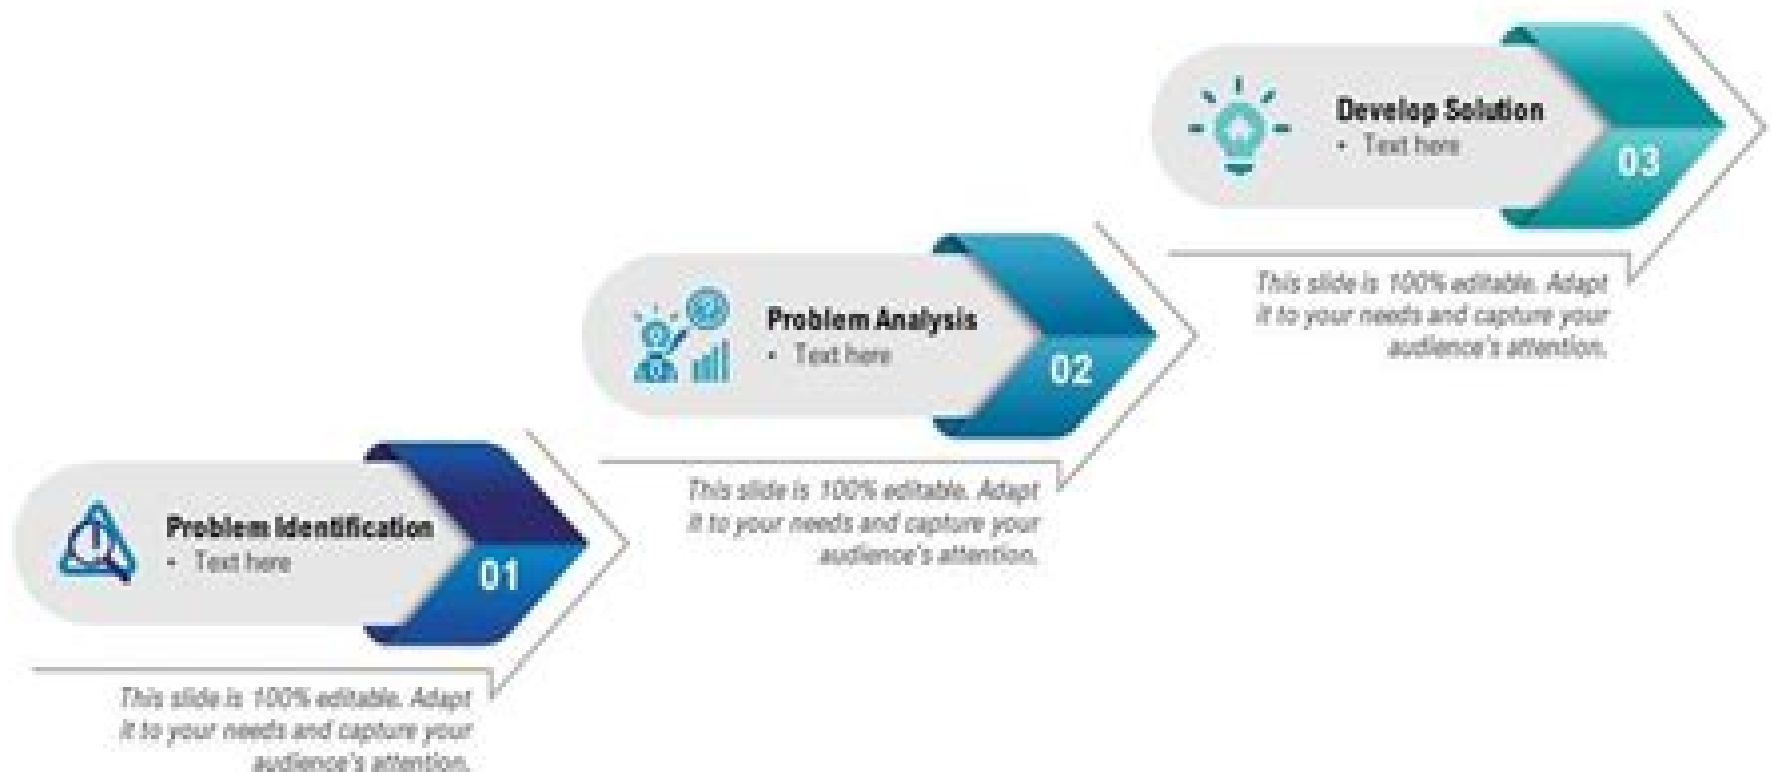 Problem Identification
• Text here
01
This slide is 100% editable. Adapt
it to your needs and capture your
audience's attention.
Problem Analysis
• Text here
02
This slide is 100% editable. Adapt
it to your needs and capture your
audience's attention.
Develop Solution
• Text here
03
This slide is 100% editable. Adapt
it to your needs and capture your
audience's attention.